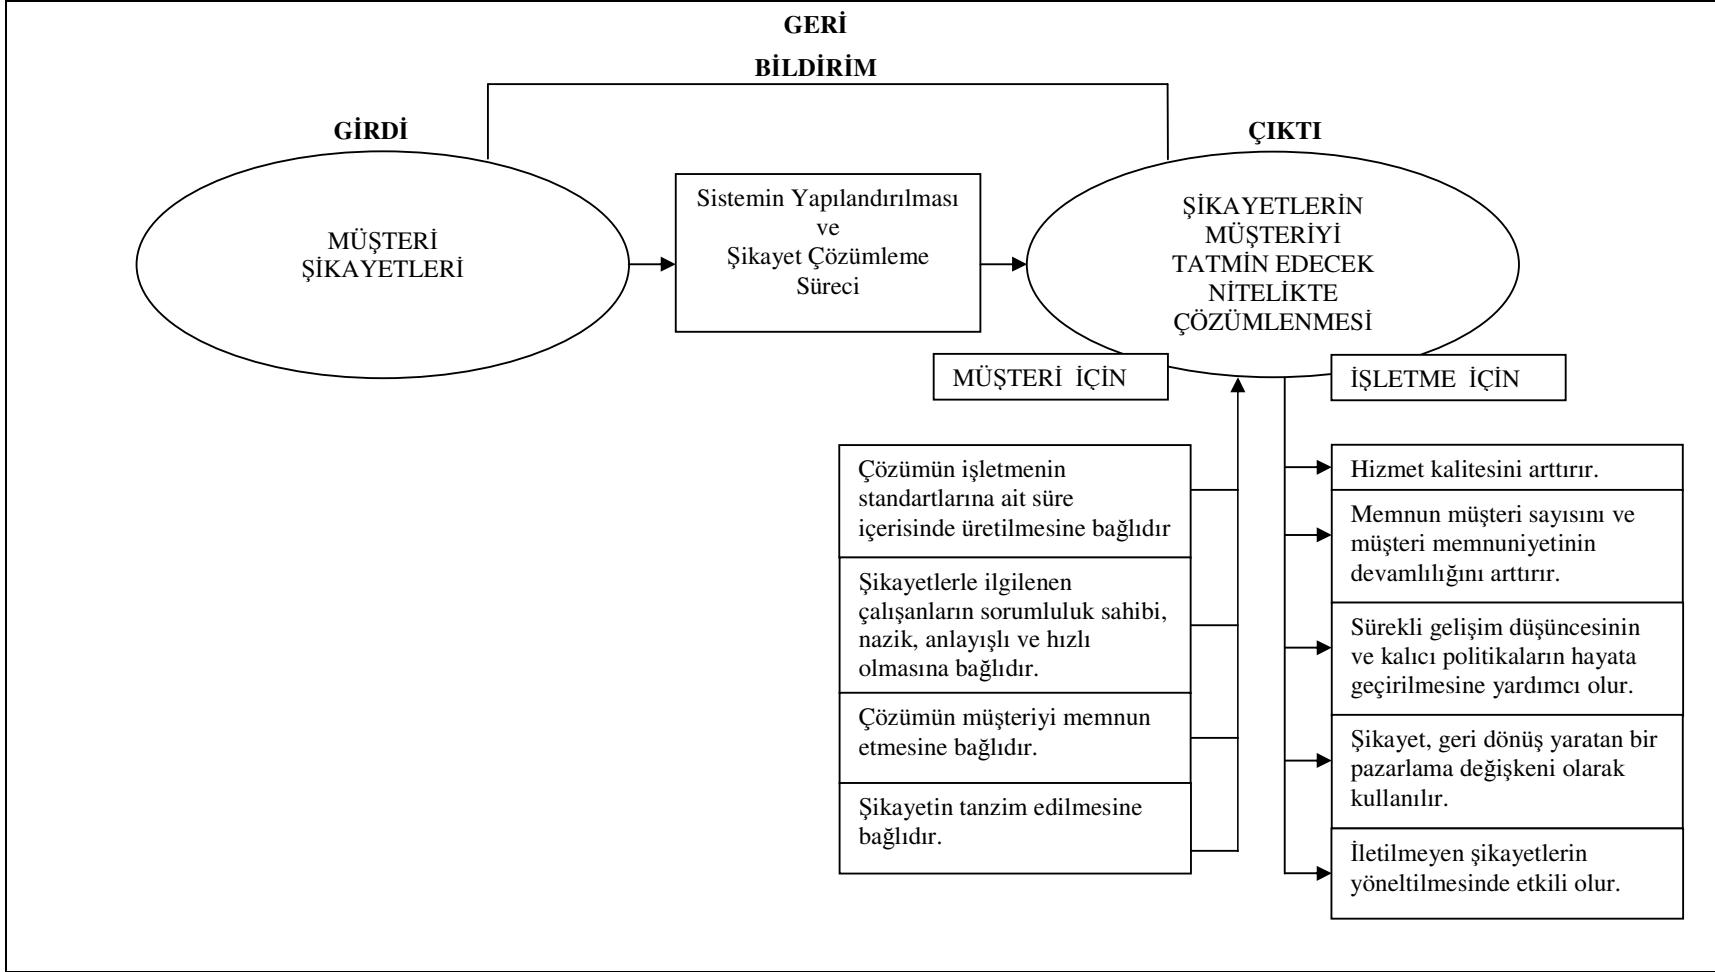 GERİ
BİLDİRİM
GİRDİ
ÇIKTI
MÜŞTERİ
ŞİKAYETLERİ
Sistemin Yapılandırılması
ve
Şikayet Çözümleme
Süreci
ŞİKAYETLERİN
MÜŞTERİYİ
TATMİN EDECEK
NİTELİKTE
ÇÖZÜMLENMESİ
MÜŞTERİ İÇİN
Çözümün işletmenin
standartlarına ait süre
içerisinde üretilmesine bağlıdır
Şikayetlerle ilgilenen
çalışanların sorumluluk sahibi,
nazik, anlayışlı ve hızlı
olmasına bağlıdır.
Çözümün müşteriyi memnun
etmesine bağlıdır.
Şikayetin tanzim edilmesine
bağlıdır.
İŞLETME İÇİN
Hizmet kalitesini arttırır.
Memnun müşteri sayısını ve
müşteri memnuniyetinin
devamlılığını arttırır.
Sürekli gelişim düşüncesinin
ve kalıcı politikaların hayata
geçirilmesine yardımcı olur.
Şikayet, geri dönüş yaratan bir
pazarlama değişkeni olarak
kullanılır.
İletilmeyen şikayetlerin
yöneltilmesinde etkili olur.